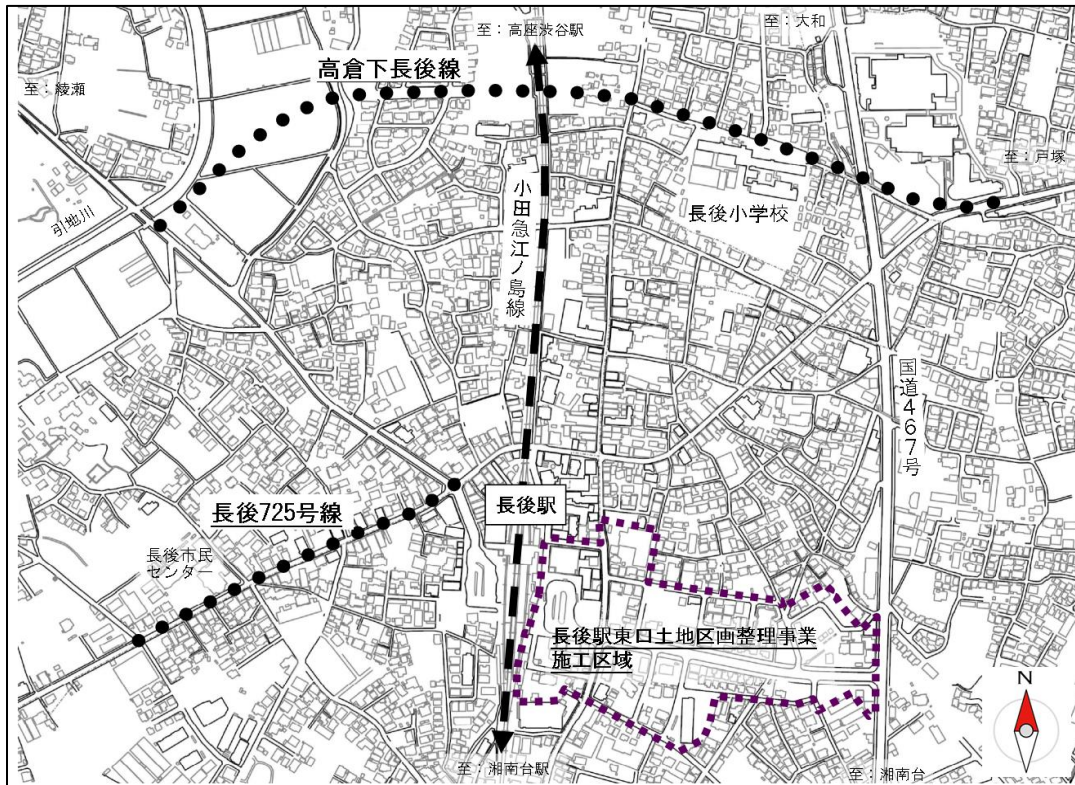 至：大和
至：高座渋谷駅
高倉下長後線
至：綾瀬
至：戸塚
小田急江ノ島線
長後小学校
引地川
国道467号
長後駅
長後725号線
長後市民
センター
長後駅東口土地区画整理事業
施工区域
N
至：湘南台駅
至：湘南台